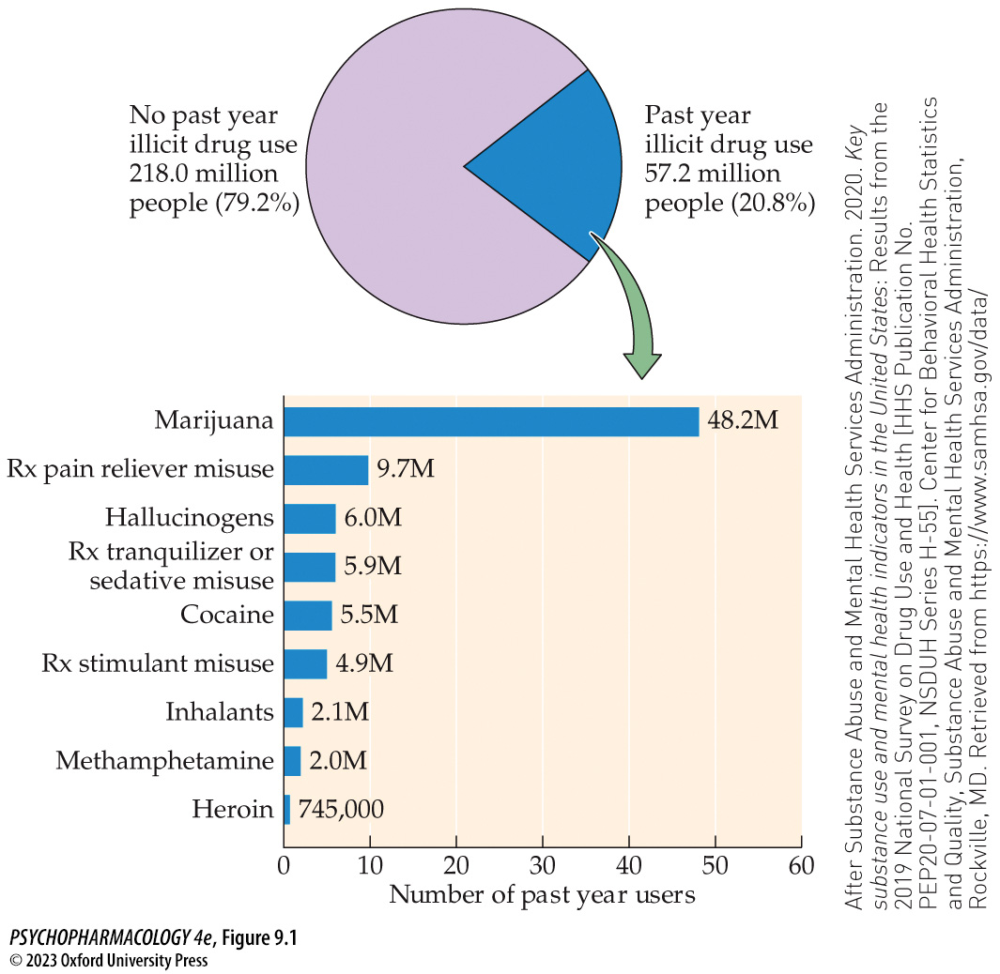 No past year
illicit drug use
218.0 million
people (79.2%)
Past year
illicit drug use
57.2 million
people (20.8%)
Marijuana
48.2M
Rx pain reliever misuse
9.7M
Hallucinogens
6.0M
Rx tranquilizer or
sedative misuse
5.9M
Cocaine
5.5M
Rx stimulant misuse
4.9M
Inhalants
2.1M
Methamphetamine
2.0M
Heroin
745,000
0 10 20 30 40 50 60
Number of past year users
After Substance Abuse and Mental Health Services Administration. 2020. Key
substance use and mental health indicators in the United States: Results from the
2019 National Survey on Drug Use and Health [HHS Publication No.
PEP20-07-01-001, NSDUH Series H-55]. Center for Behavioral Health Statistics
and Quality, Substance Abuse and Mental Health Services Administration,
Rockville, MD. Retrieved from https://www.samhsa.gov/data/
PSYCHOPHARMACOLOGY 4e, Figure 9.1
© 2023 Oxford University Press